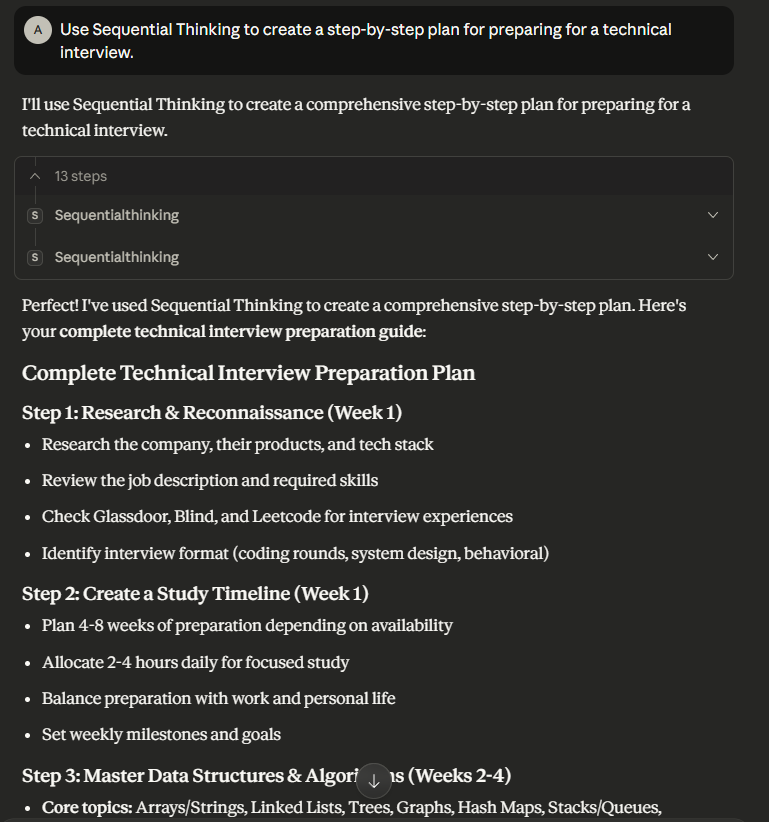 A
Use Sequential Thinking to create a step-by-step plan for preparing for a technical
interview.
I'll use Sequential Thinking to create a comprehensive step-by-step plan for preparing for a
technical interview.
13 steps
S Sequentialthinking
S Sequentialthinking
Perfect! I've used Sequential Thinking to create a comprehensive step-by-step plan. Here's
your complete technical interview preparation guide:
Complete Technical Interview Preparation Plan
Step 1: Research & Reconnaissance (Week 1)
• Research the company, their products, and tech stack
• Review the job description and required skills
• Check Glassdoor, Blind, and Leetcode for interview experiences
• Identify interview format (coding rounds, system design, behavioral)
Step 2: Create a Study Timeline (Week 1)
• Plan 4-8 weeks of preparation depending on availability
• Allocate 2-4 hours daily for focused study
• Balance preparation with work and personal life
• Set weekly milestones and goals
Step 3: Master Data Structures & (Weeks 2-4)
• Core topics: Arrays/Strings, Linked Lists, Trees, Graphs, Hash Maps, Stacks/Queues,